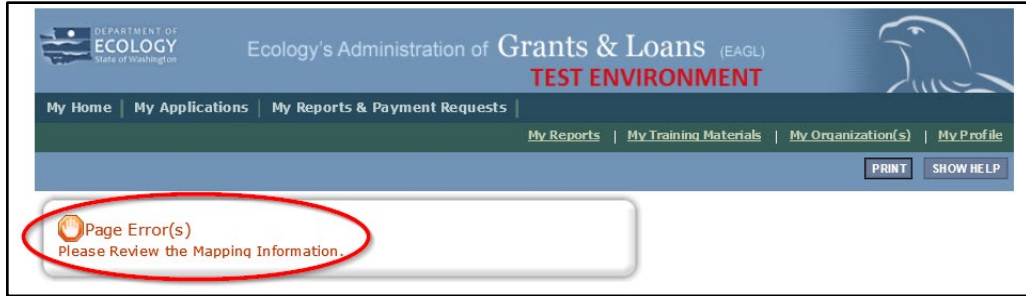 DEPARTMENT OF
ECOLOGY
State of Washington
Ecology's Administration of Grants & Loans (EAGL)
TEST ENVIRONMENT
My Home | My Applications | My Reports & Payment Requests |
My Reports | My Training Materials | My Organization(s) | My Profile
PRINT SHOW HELP
Page Error(s)
Please Review the Mapping Information.